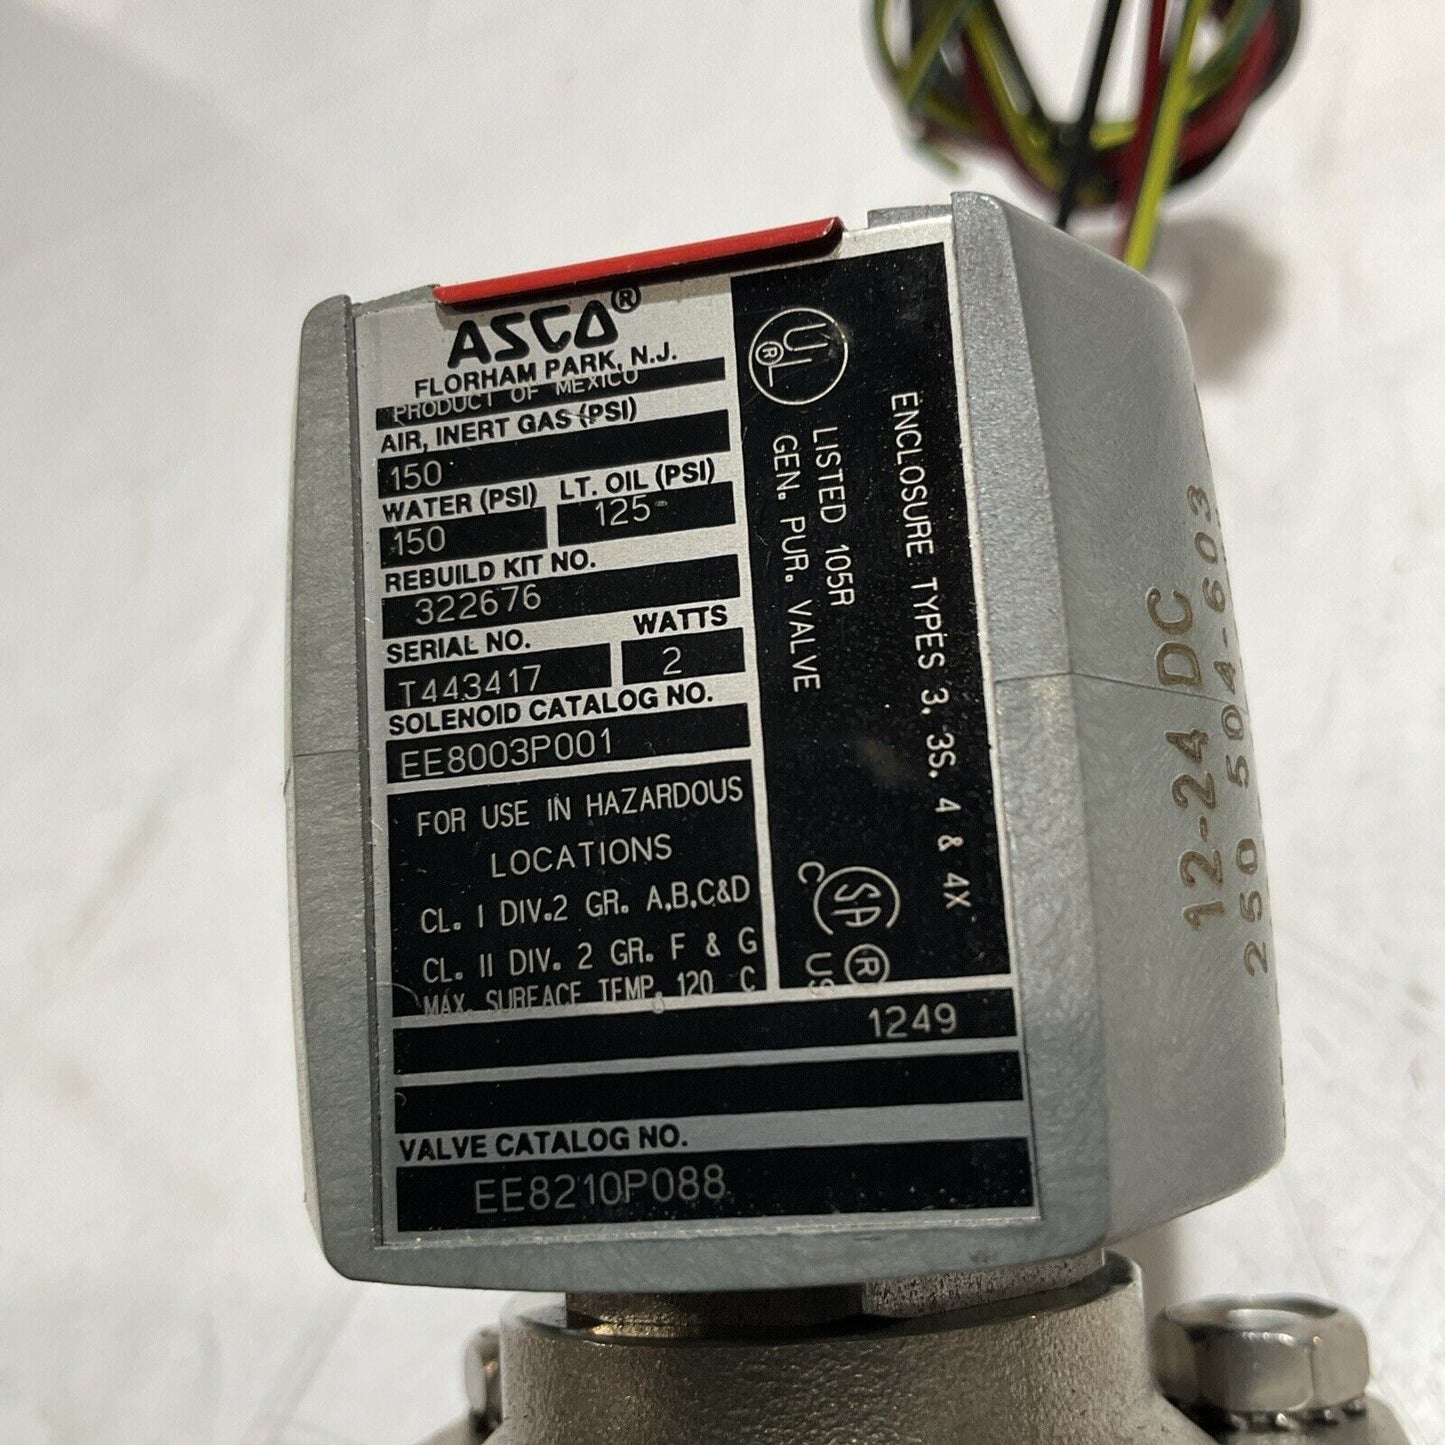 ASCO®
FLORHAM PARK, N.J.
PRODUCT OF MEXICO
AIR, INERT GAS (PSI)
150
WATER (PSI) LT. OIL (PSI)
150 125
REBUILD KIT NO.
322676
SERIAL NO. WATTS
T443417 2
SOLENOID CATALOG NO.
EE8003P001
FOR USE IN HAZARDOUS
LOCATIONS
CL. I DIV.2 GR. A,B,C&D
CL. II DIV. 2 GR. F & G
MAX. SURFACE TEMP. 120 C
1249
VALVE CATALOG NO.
EE8210P088
UL®
LISTED 105R
GEN. PUR. VALVE
ENCLOSURE TYPES 3, 3S, 4 & 4X
C SA® US
12-24 DC
250 504-603